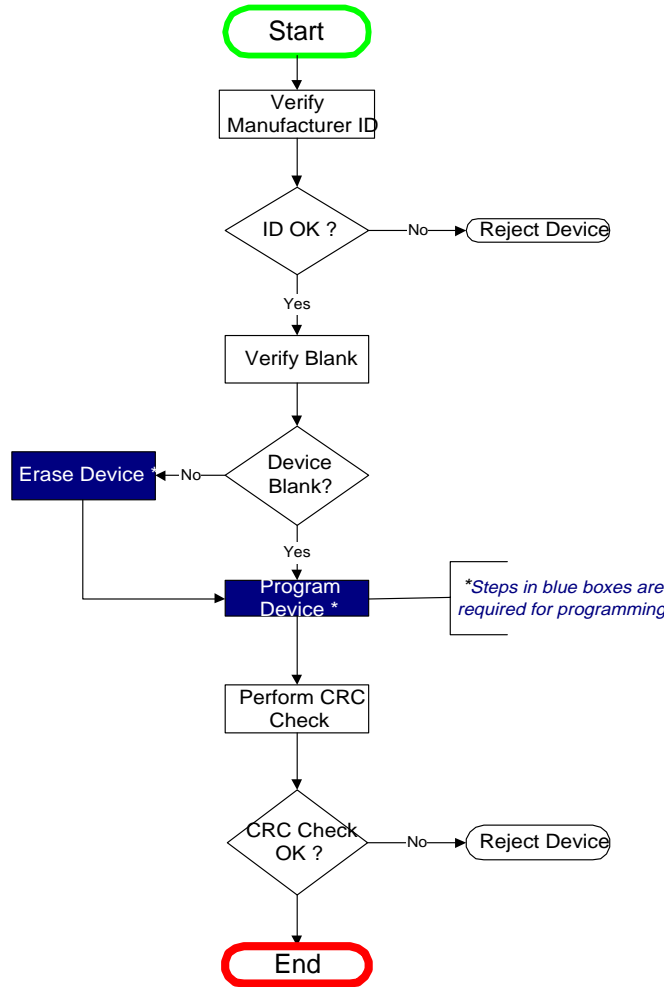 Start
Verify
Manufacturer ID
ID OK ?
No
Reject Device
Yes
Verify Blank
Device
Blank?
No
Erase Device *
Yes
Program
Device *
*Steps in blue boxes are
required for programming
Perform CRC
Check
CRC Check
OK ?
No
Reject Device
End